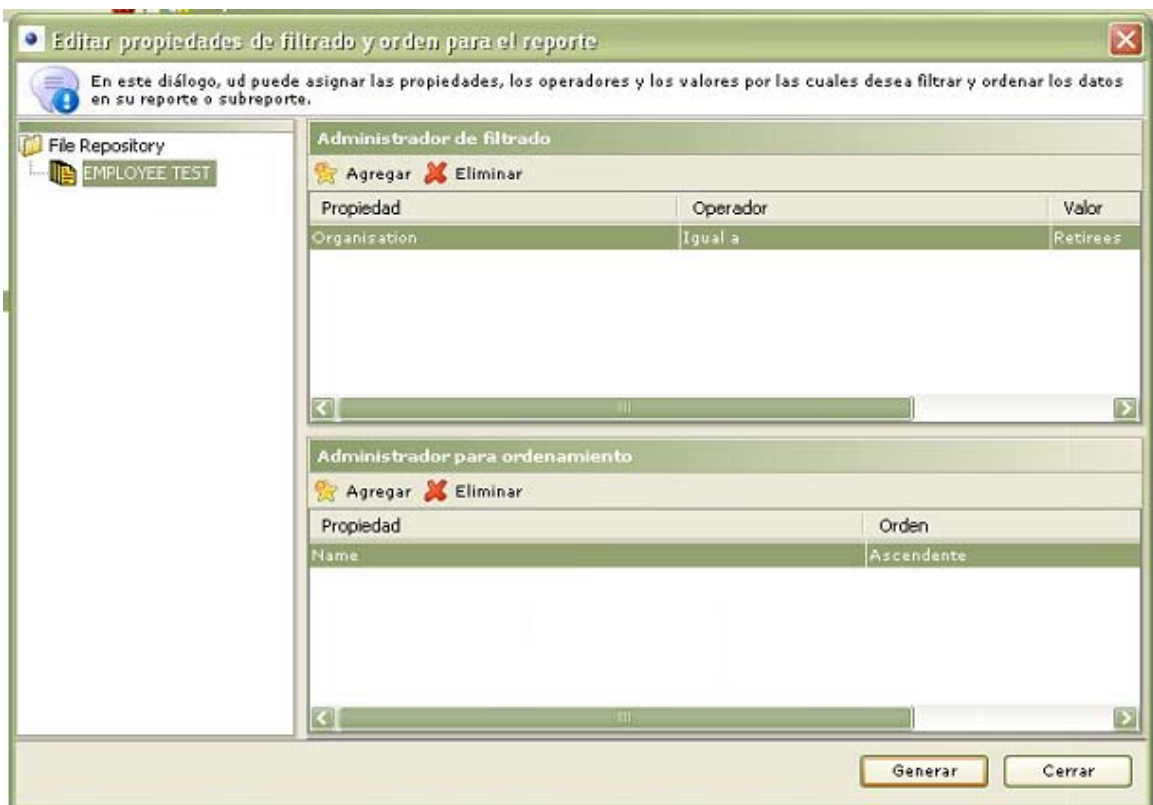 Editar propiedades de filtrado y orden para el reporte
En este diálogo, ud puede asignar las propiedades, los operadores y los valores por las cuales desea filtrar y ordenar los datos
en su reporte o subreporte.
File Repository
EMPLOYEE TEST
Administrador de filtrado
Agregar Eliminar
Propiedad Operador Valor
Organisation Igual a Retirees
Administrador para ordenamiento
Agregar Eliminar
Propiedad Orden
Name Ascendente
Generar Cerrar